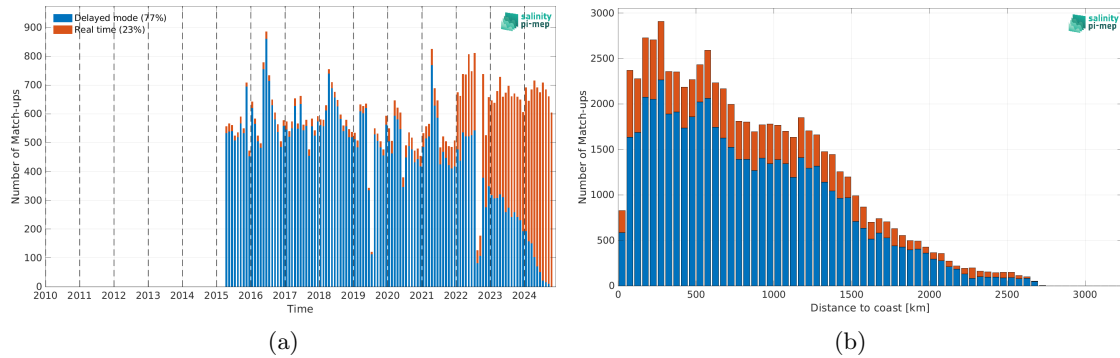 Delayed mode (77%)
Real time (23%)
salinity
pi-mep
Number of Match-ups
900
800
700
600
500
400
300
200
100
0
2010 2011 2012 2013 2014 2015 2016 2017 2018 2019 2020 2021 2022 2023 2024
Time
(a)
salinity
pi-mep
Number of Match-ups
3000
2500
2000
1500
1000
500
0
0 500 1000 1500 2000 2500 3000
Distance to coast [km]
(b)